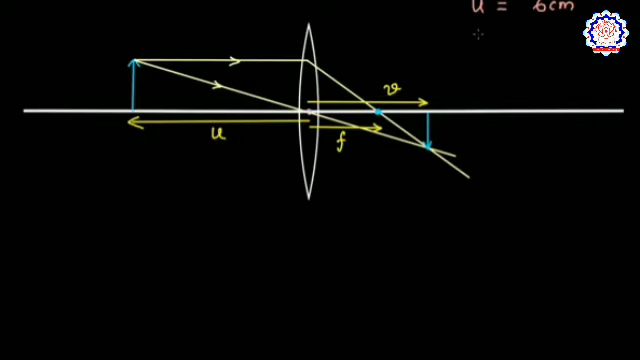 u = 6cm
v
u
f